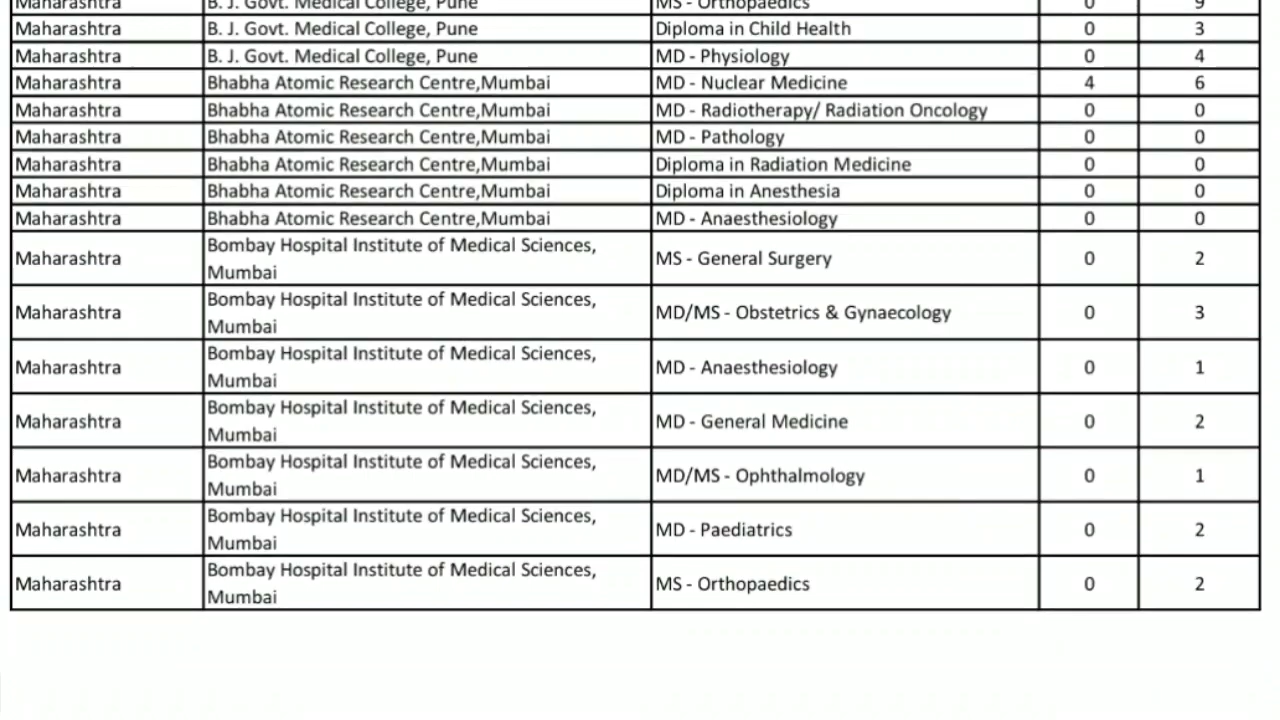 Maharashtra B. J. Govt. Medical College, Pune MS - Orthopaedics 0 9
Maharashtra B. J. Govt. Medical College, Pune Diploma in Child Health 0 3
Maharashtra B. J. Govt. Medical College, Pune MD - Physiology 0 4
Maharashtra Bhabha Atomic Research Centre,Mumbai MD - Nuclear Medicine 4 6
Maharashtra Bhabha Atomic Research Centre,Mumbai MD - Radiotherapy/ Radiation Oncology 0 0
Maharashtra Bhabha Atomic Research Centre,Mumbai MD - Pathology 0 0
Maharashtra Bhabha Atomic Research Centre,Mumbai Diploma in Radiation Medicine 0 0
Maharashtra Bhabha Atomic Research Centre,Mumbai Diploma in Anesthesia 0 0
Maharashtra Bhabha Atomic Research Centre,Mumbai MD - Anaesthesiology 0 0
Maharashtra Bombay Hospital Institute of Medical Sciences, MS - General Surgery 0 2
Mumbai
Maharashtra Bombay Hospital Institute of Medical Sciences, MD/MS - Obstetrics & Gynaecology 0 3
Mumbai
Maharashtra Bombay Hospital Institute of Medical Sciences, MD - Anaesthesiology 0 1
Mumbai
Maharashtra Bombay Hospital Institute of Medical Sciences, MD - General Medicine 0 2
Mumbai
Maharashtra Bombay Hospital Institute of Medical Sciences, MD/MS - Ophthalmology 0 1
Mumbai
Maharashtra Bombay Hospital Institute of Medical Sciences, MD - Paediatrics 0 2
Mumbai
Maharashtra Bombay Hospital Institute of Medical Sciences, MS - Orthopaedics 0 2
Mumbai